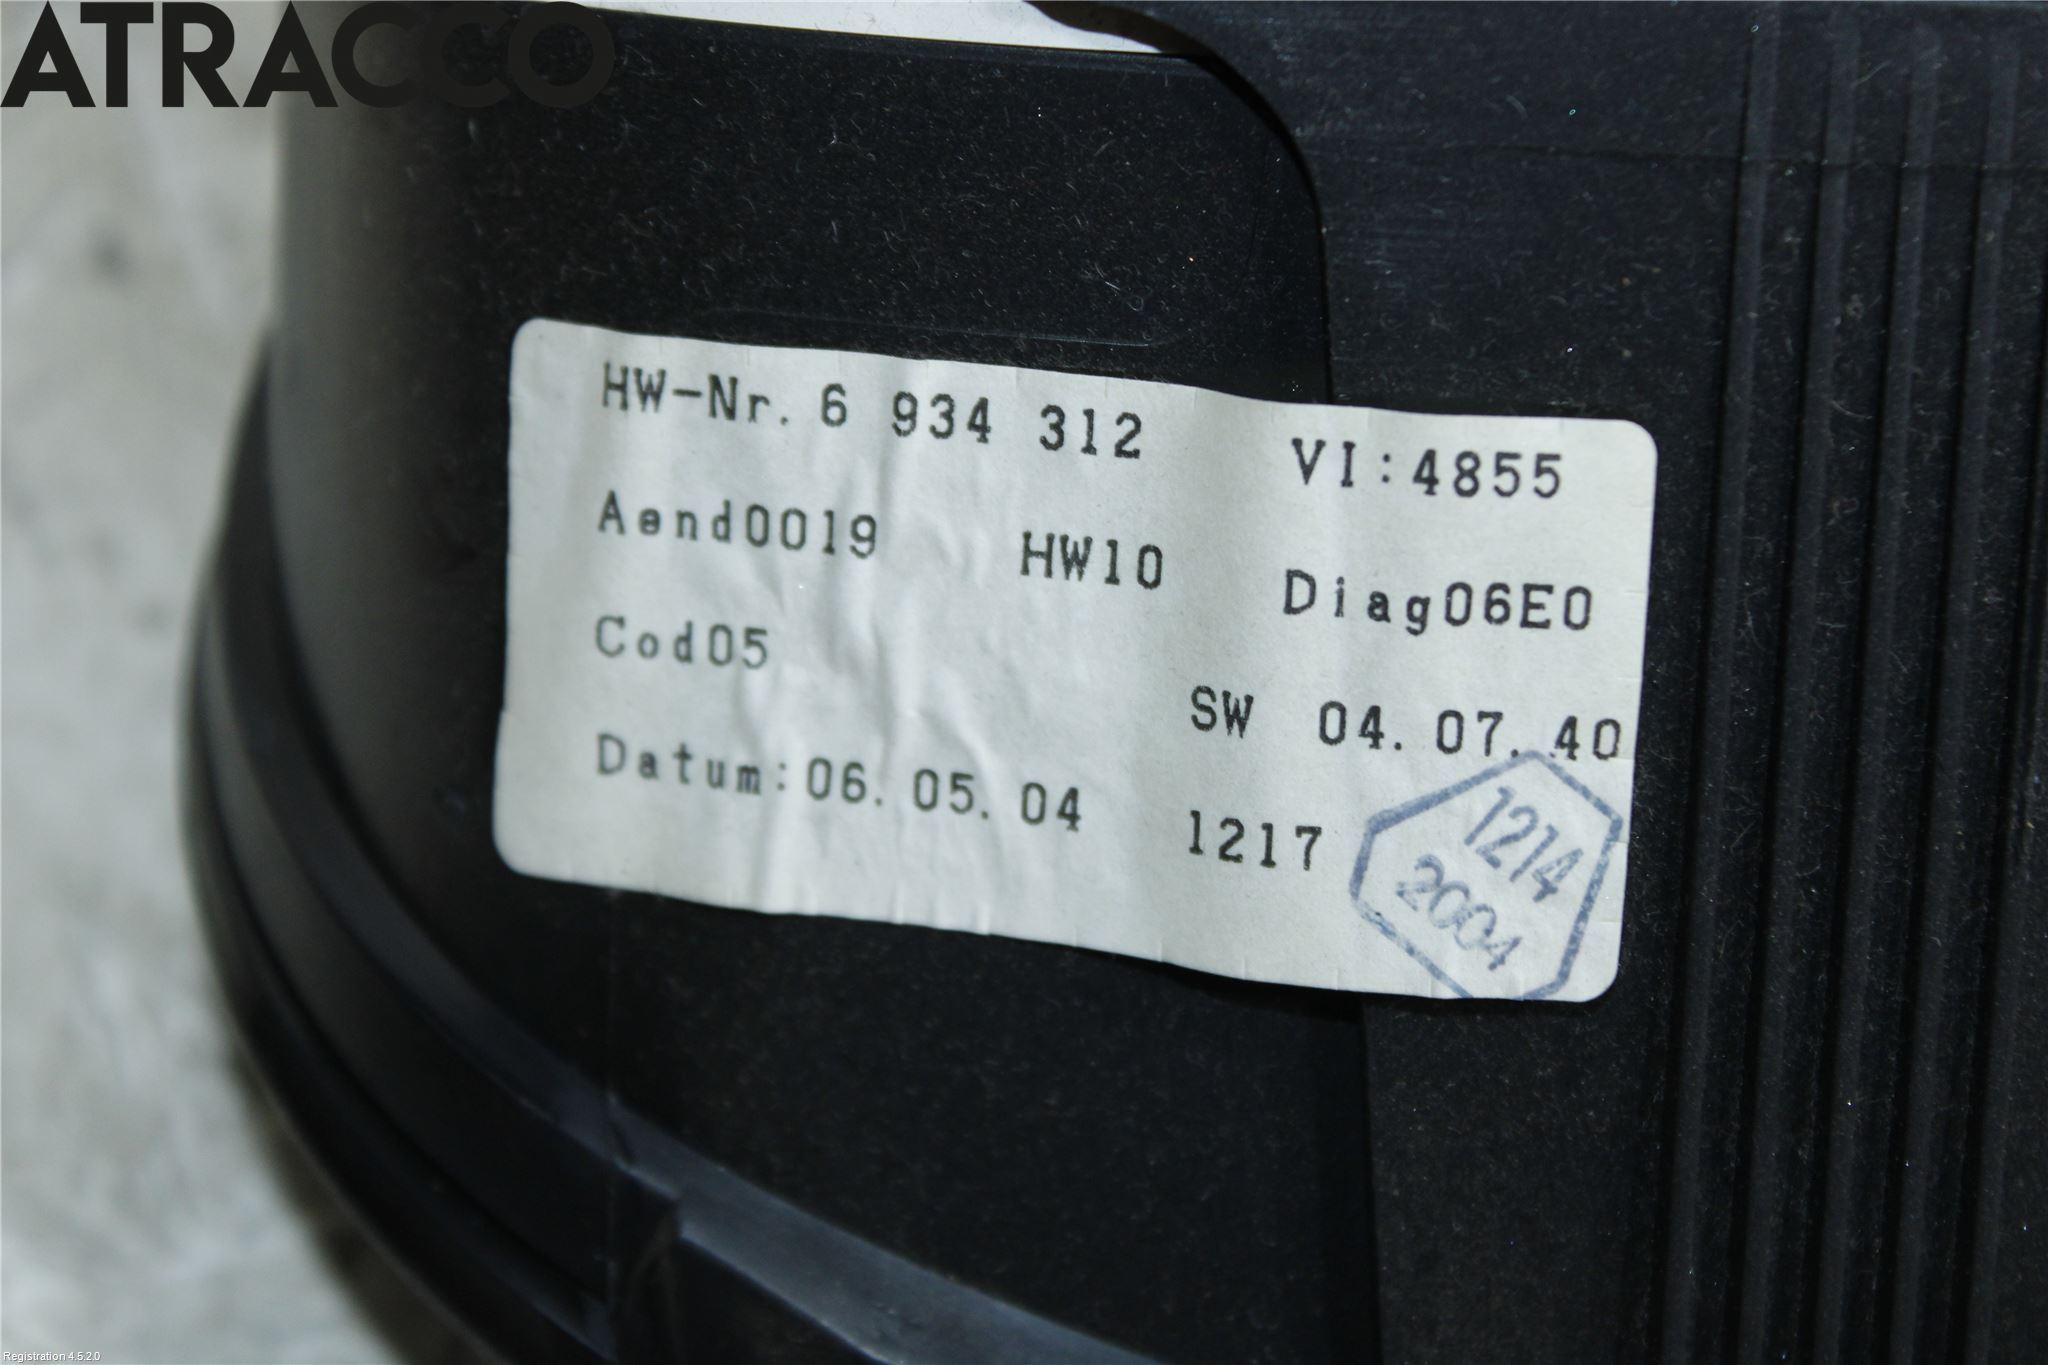 ATRACCO
HW-Nr. 6 934 312 VI:4855
Aend0019 HW10 Diag06E0
Cod05
SW 04.07.40
Datum:06.05.04 1217
1214
2004
Registration 4.5.2.0